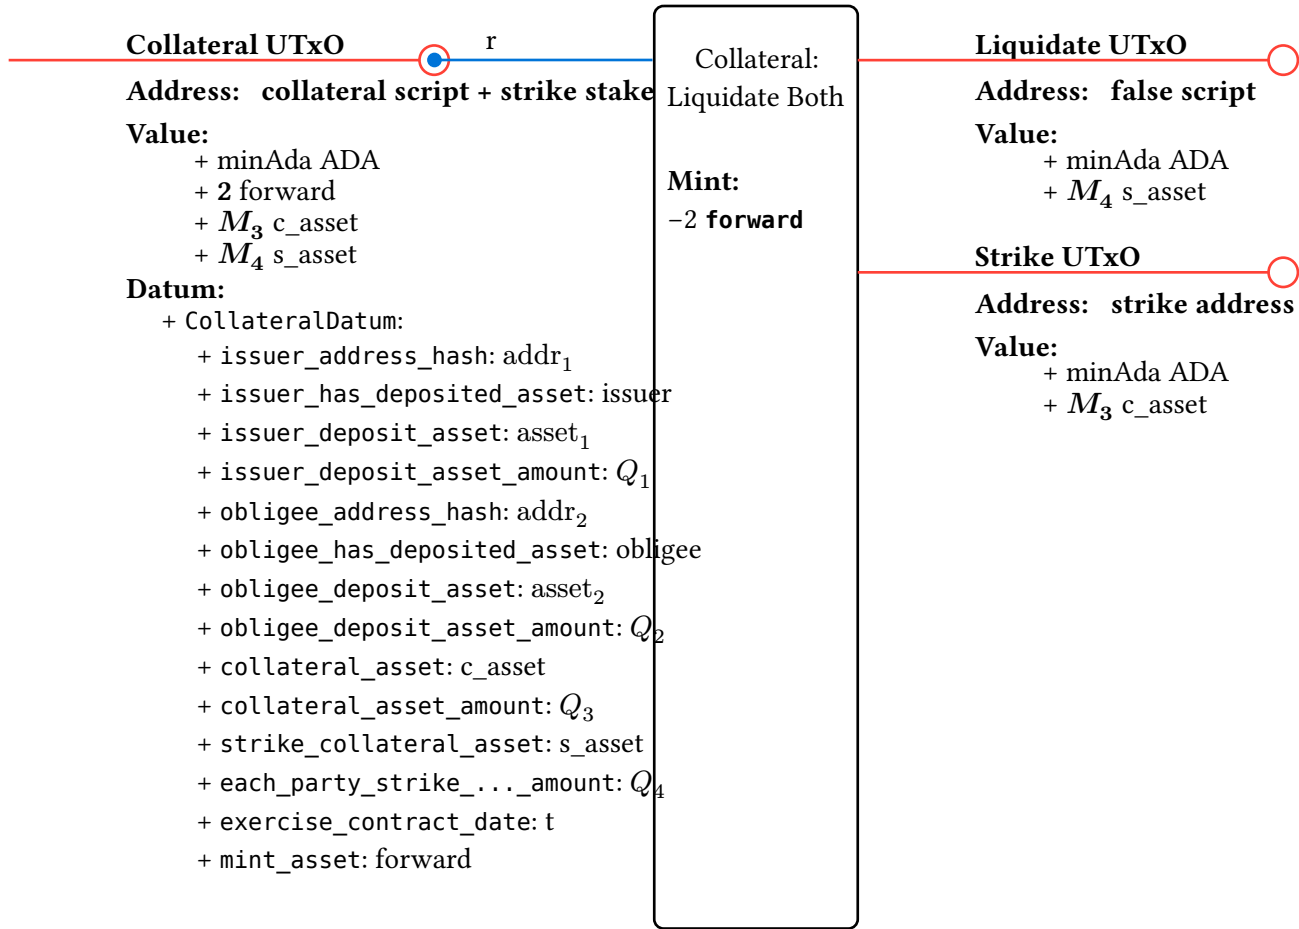 Collateral UTxO
r
Address: collateral script + strike stake
Value:
+ minAda ADA
+ 2 forward
+ M₃ c_asset
+ M₄ s_asset
Datum:
+ CollateralDatum:
+ issuer_address_hash: addr₁
+ issuer_has_deposited_asset: issuer
+ issuer_deposit_asset: asset₁
+ issuer_deposit_asset_amount: Q₁
+ obligee_address_hash: addr₂
+ obligee_has_deposited_asset: obligee
+ obligee_deposit_asset: asset₂
+ obligee_deposit_asset_amount: Q₂
+ collateral_asset: c_asset
+ collateral_asset_amount: Q₃
+ strike_collateral_asset: s_asset
+ each_party_strike_..._amount: Q₄
+ exercise_contract_date: t
+ mint_asset: forward
Collateral:
Liquidate Both
Mint:
−2 forward
Liquidate UTxO
Address: false script
Value:
+ minAda ADA
+ M₄ s_asset
Strike UTxO
Address: strike address
Value:
+ minAda ADA
+ M₃ c_asset